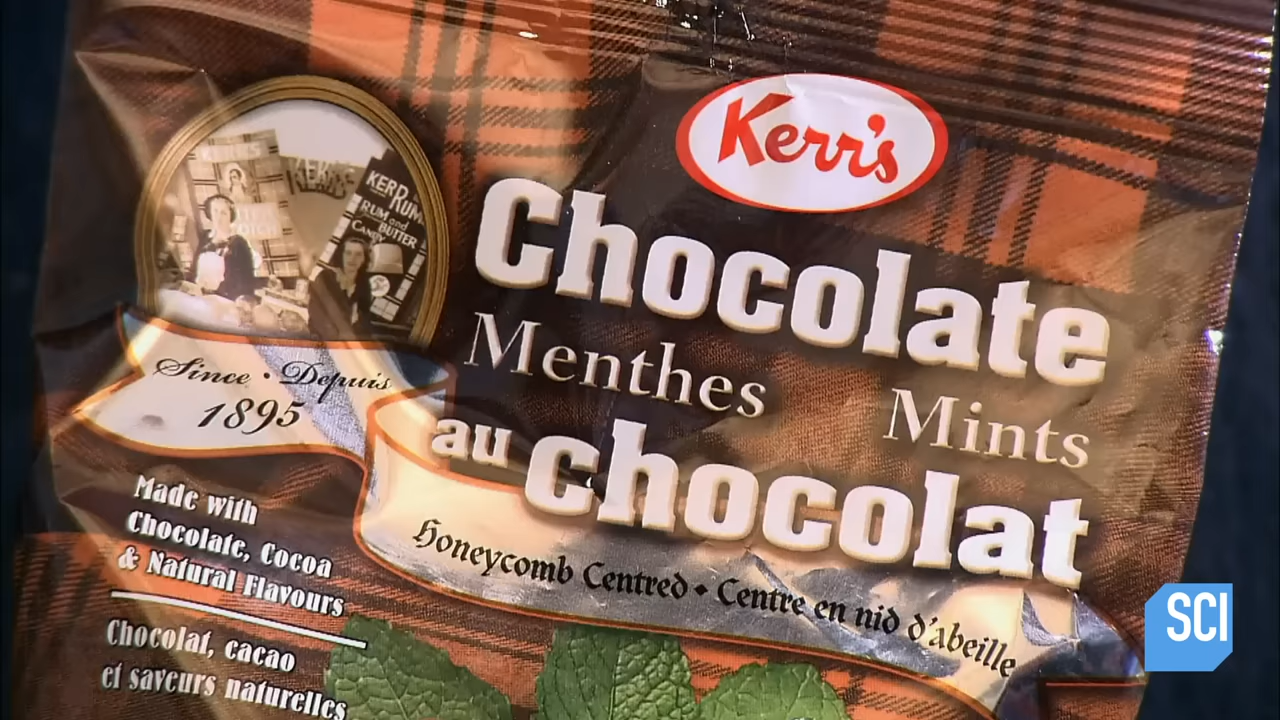 Kerr's
Chocolate
Menthes Mints
au chocolat
Honeycomb Centred • Centre en nid d'abeille
Since • Depuis
1895
Made with
Chocolate, Cocoa
& Natural Flavours
Chocolat, cacao
et saveurs naturelles
KERR'S
RUM and
BUTTER
CANDY
SCI